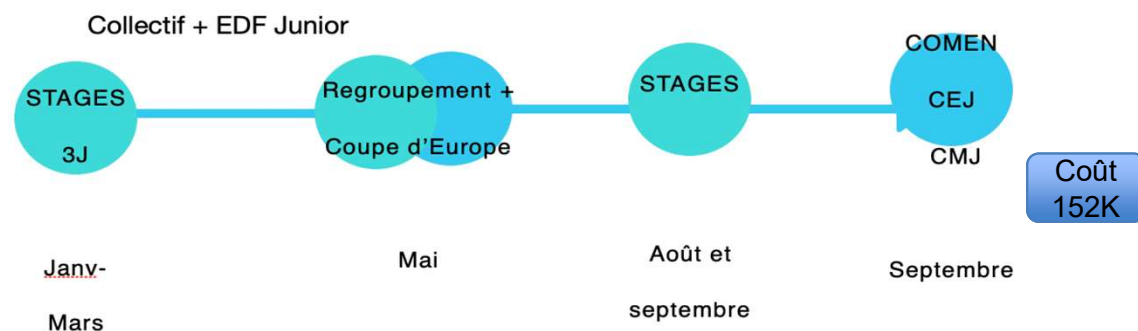 Collectif + EDF Junior
STAGES
3J
Regroupement +
Coupe d'Europe
STAGES
COMEN
CEJ
CMJ
Coût
152K
Janv-
Mars
Mai
Août et
septembre
Septembre